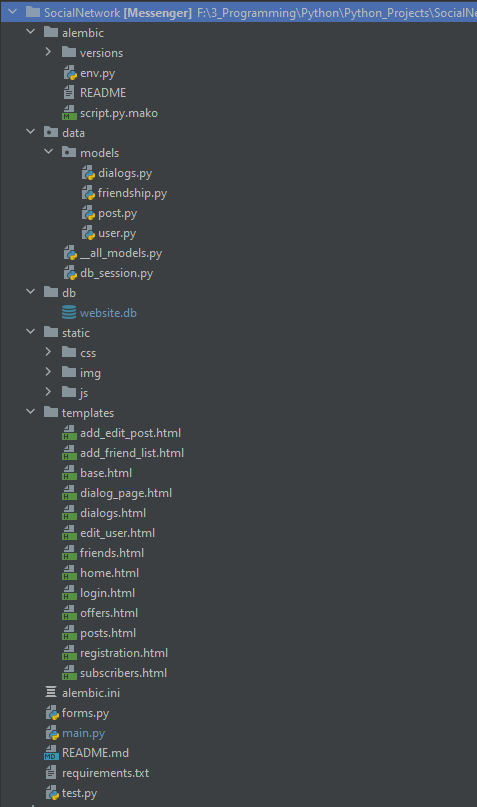 SocialNetwork [Messenger] F:\3_Programming\Python\Python_Projects\SocialNe
alembic
versions
env.py
README
script.py.mako
data
models
dialogs.py
friendship.py
post.py
user.py
__all_models.py
db_session.py
db
website.db
static
css
img
js
templates
add_edit_post.html
add_friend_list.html
base.html
dialog_page.html
dialogs.html
edit_user.html
friends.html
home.html
login.html
offers.html
posts.html
registration.html
subscribers.html
alembic.ini
forms.py
main.py
README.md
requirements.txt
test.py